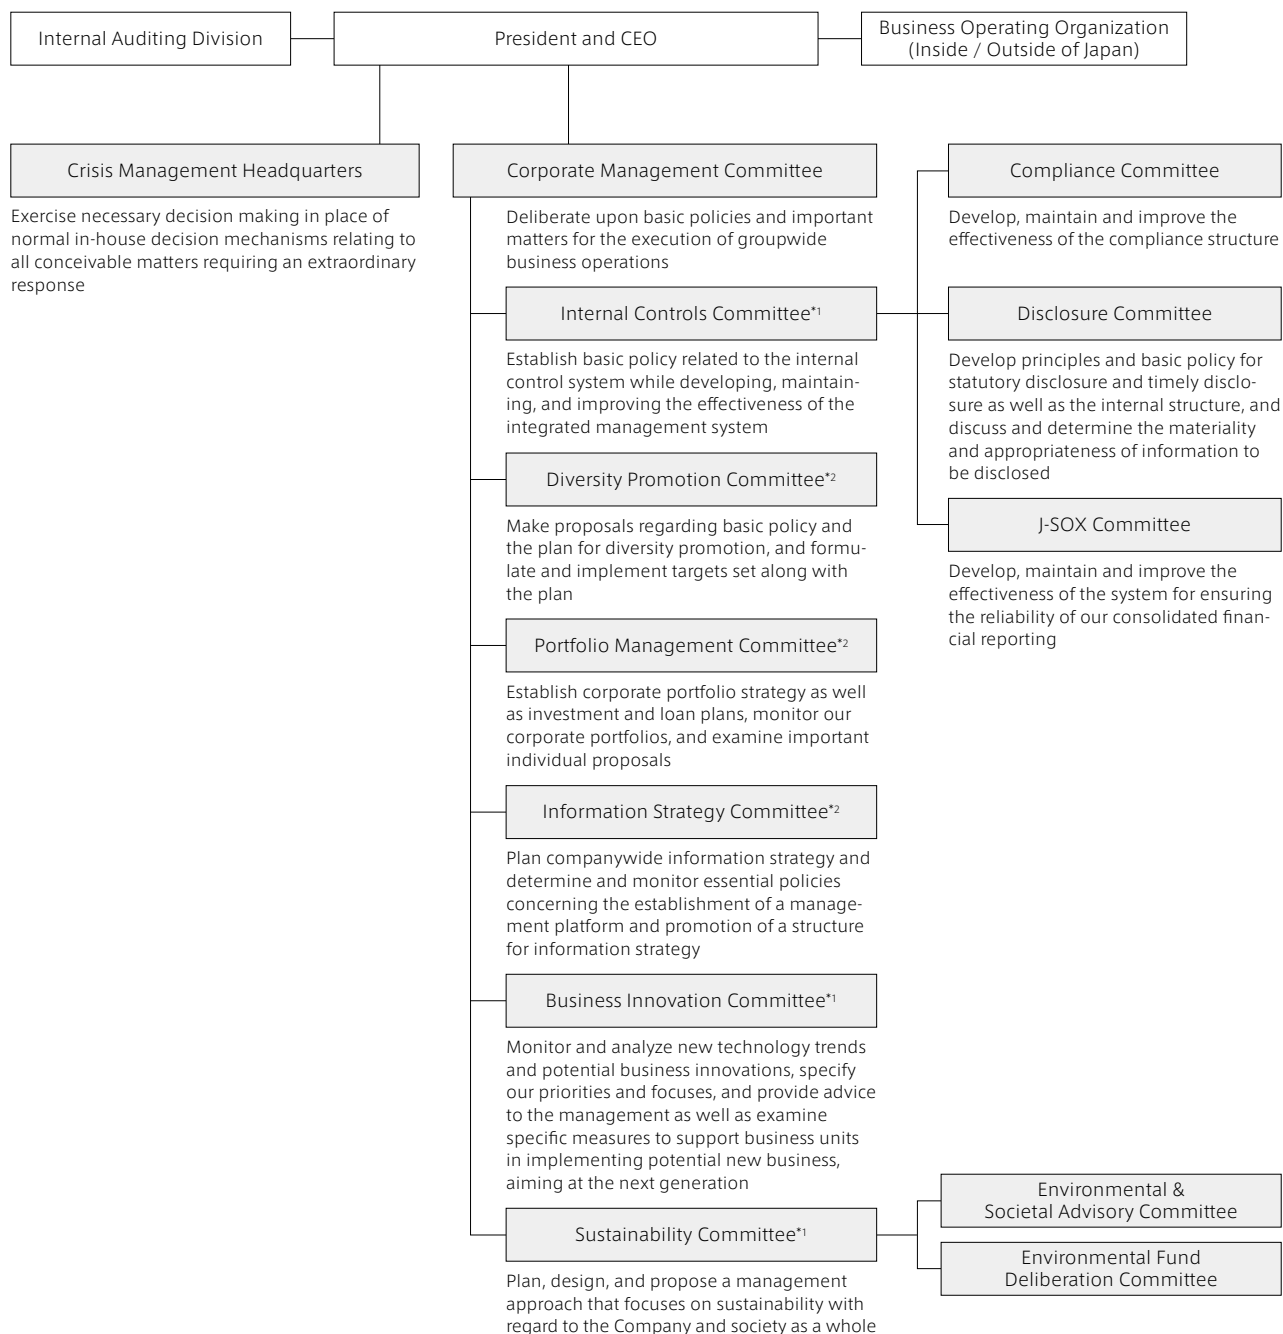 Internal Auditing Division
President and CEO
Business Operating Organization
(Inside / Outside of Japan)
Crisis Management Headquarters
Exercise necessary decision making in place of
normal in-house decision mechanisms relating to
all conceivable matters requiring an extraordinary
response
Corporate Management Committee
Deliberate upon basic policies and important
matters for the execution of groupwide
business operations
Internal Controls Committee*1
Establish basic policy related to the internal
control system while developing, maintain-
ing, and improving the effectiveness of the
integrated management system
Diversity Promotion Committee*2
Make proposals regarding basic policy and
the plan for diversity promotion, and formu-
late and implement targets set along with
the plan
Portfolio Management Committee*2
Establish corporate portfolio strategy as well
as investment and loan plans, monitor our
corporate portfolios, and examine important
individual proposals
Information Strategy Committee*2
Plan companywide information strategy and
determine and monitor essential policies
concerning the establishment of a manage-
ment platform and promotion of a structure
for information strategy
Business Innovation Committee*1
Monitor and analyze new technology trends
and potential business innovations, specify
our priorities and focuses, and provide advice
to the management as well as examine
specific measures to support business units
in implementing potential new business,
aiming at the next generation
Sustainability Committee*1
Plan, design, and propose a management
approach that focuses on sustainability with
regard to the Company and society as a whole
Compliance Committee
Develop, maintain and improve the
effectiveness of the compliance structure
Disclosure Committee
Develop principles and basic policy for
statutory disclosure and timely disclo-
sure as well as the internal structure, and
discuss and determine the materiality
and appropriateness of information to
be disclosed
J-SOX Committee
Develop, maintain and improve the
effectiveness of the system for ensuring
the reliability of our consolidated finan-
cial reporting
Environmental &
Societal Advisory Committee
Environmental Fund
Deliberation Committee